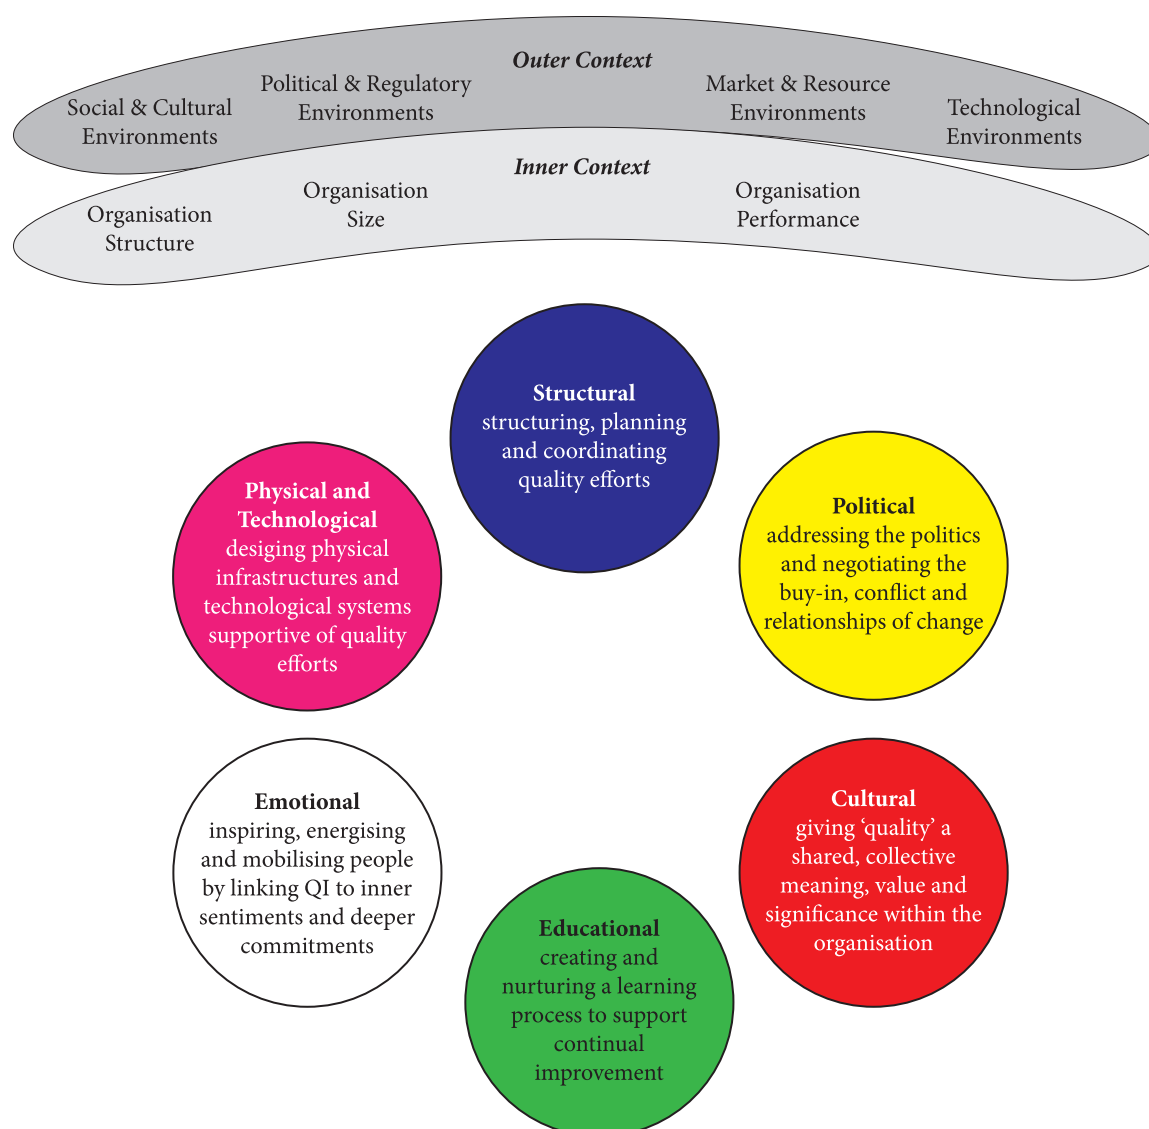 Outer Context
Social & Cultural
Environments
Political & Regulatory
Environments
Market & Resource
Environments
Technological
Environments
Inner Context
Organisation
Structure
Organisation
Size
Organisation
Performance
Structural
structuring, planning
and coordinating
quality efforts
Physical and
Technological
desiging physical
infrastructures and
technological systems
supportive of quality
efforts
Political
addressing the politics
and negotiating the
buy-in, conflict and
relationships of change
Emotional
inspiring, energising
and mobilising people
by linking QI to inner
sentiments and deeper
commitments
Cultural
giving ‘quality’ a
shared, collective
meaning, value and
significance within the
organisation
Educational
creating and
nurturing a learning
process to support
continual
improvement